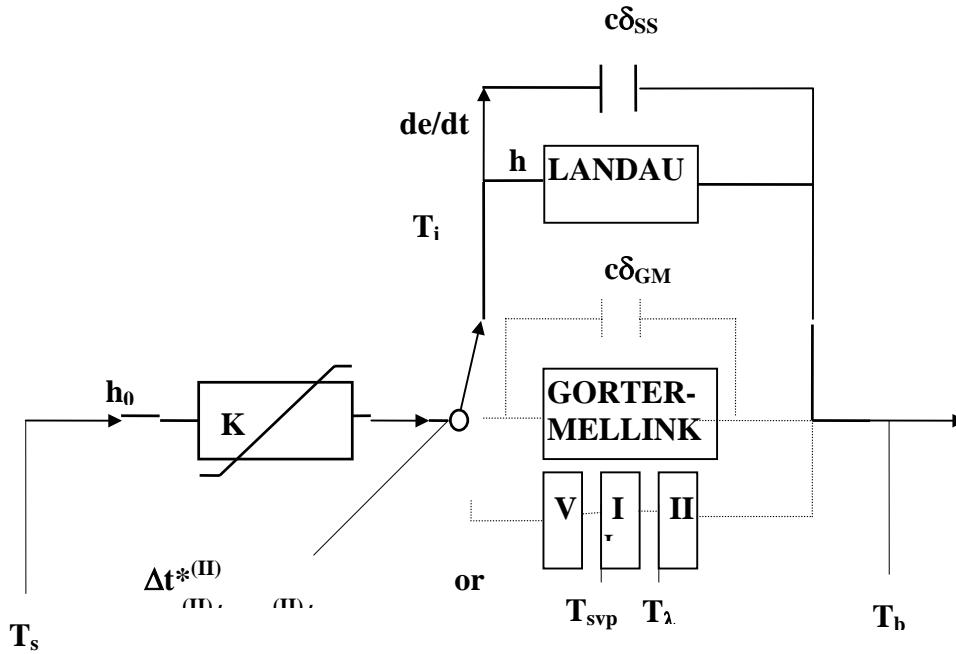 cδSS
de/dt
h
LANDAU
Ti
cδGM
h0
K
GORTER-
MELLINK
V
I
II
Δt*(II)
or
Tsvp
Tλ
Tb
Ts